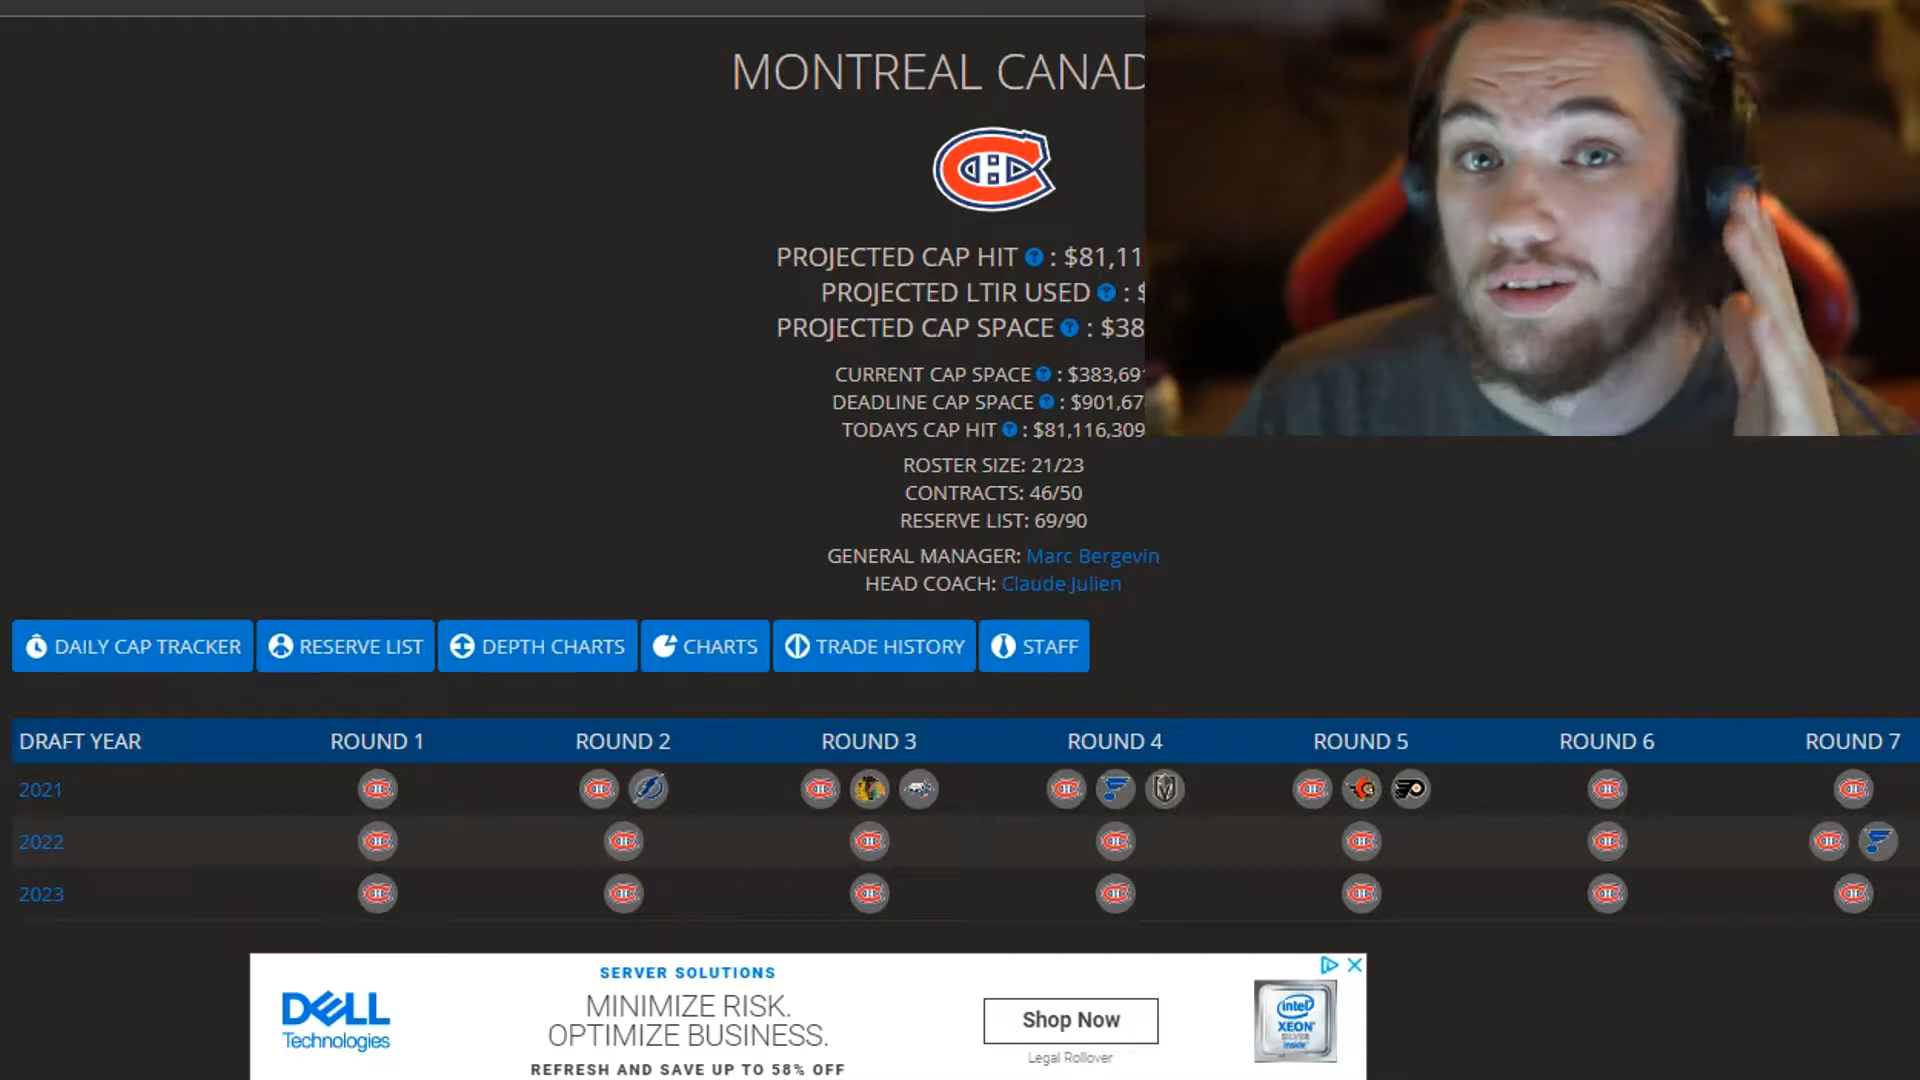 MONTREAL CANAD
PROJECTED CAP HIT ? : $81,11
PROJECTED LTIR USED ? : $
PROJECTED CAP SPACE ? : $38
CURRENT CAP SPACE ? : $383,691
DEADLINE CAP SPACE ? : $901,67
TODAYS CAP HIT ? : $81,116,309
ROSTER SIZE: 21/23
CONTRACTS: 46/50
RESERVE LIST: 69/90
GENERAL MANAGER: Marc Bergevin
HEAD COACH: Claude Julien
DAILY CAP TRACKER RESERVE LIST DEPTH CHARTS CHARTS TRADE HISTORY STAFF
DRAFT YEAR ROUND 1 ROUND 2 ROUND 3 ROUND 4 ROUND 5 ROUND 6 ROUND 7
2021
2022
2023
DELL
Technologies
SERVER SOLUTIONS
MINIMIZE RISK.
OPTIMIZE BUSINESS.
REFRESH AND SAVE UP TO 58% OFF
Shop Now
Legal Rollover
intel
XEON
SILVER
inside